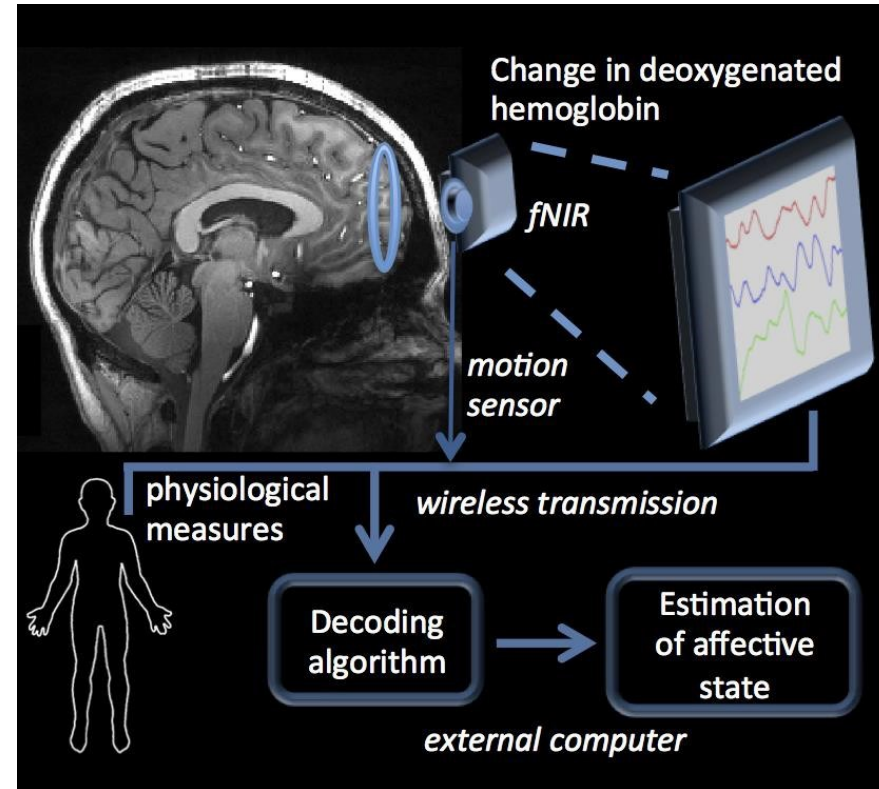 Change in deoxygenated
hemoglobin
fNIR
motion
sensor
physiological
measures
wireless transmission
Decoding
algorithm
Estimation
of affective
state
external computer